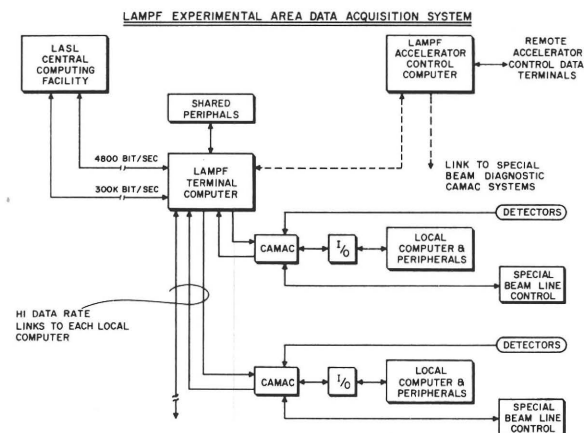 LAMPF EXPERIMENTAL AREA DATA ACQUISITION SYSTEM
LASL
CENTRAL
COMPUTING
FACILITY
LAMPF
ACCELERATOR
CONTROL
COMPUTER
REMOTE
ACCELERATOR
CONTROL DATA
TERMINALS
SHARED
PERIPHALS
4800 BIT/SEC
300K BIT/SEC
LAMPF
TERMINAL
COMPUTER
LINK TO SPECIAL
BEAM DIAGNOSTIC
CAMAC SYSTEMS
DETECTORS
CAMAC
I/O
LOCAL
COMPUTER &
PERIPHERALS
SPECIAL
BEAM LINE
CONTROL
HI DATA RATE
LINKS TO EACH LOCAL
COMPUTER
DETECTORS
CAMAC
I/O
LOCAL
COMPUTER &
PERIPHERALS
SPECIAL
BEAM LINE
CONTROL